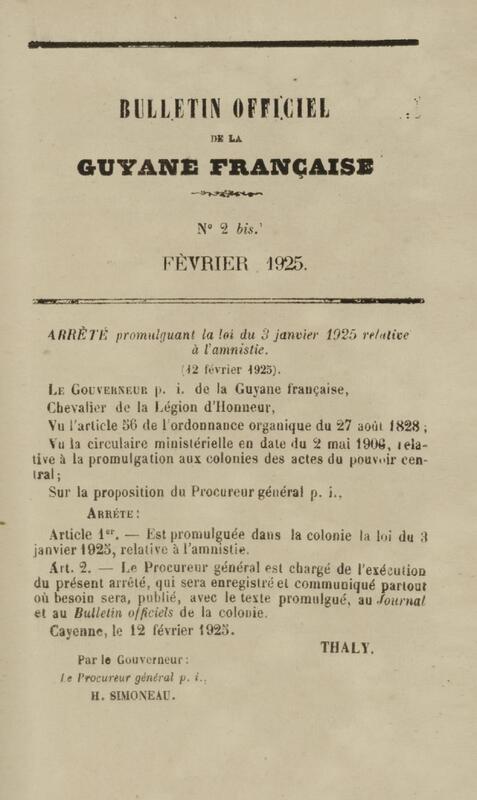 BULLETIN OFFICIEL
DE LA
GUYANE FRANÇAISE
N° 2 bis.
FÉVRIER 1925.
ARRÊTÉ promulguant la loi du 3 janvier 1925 relative
à l'amnistie.
(12 février 1925).
LE GOUVERNEUR p. i. de la Guyane française,
Chevalier de la Légion d'Honneur,
Vu l'article 56 de l'ordonnance organique du 27 août 1828 ;
Vu la circulaire ministérielle en date du 2 mai 1906, rela-
tive à la promulgation aux colonies des actes du pouvoir cen-
tral ;
Sur la proposition du Procureur général p. i.,
ARRÊTE :
Article 1er. — Est promulguée dans la colonie la loi du 3
janvier 1925, relative à l'amnistie.
Art. 2. — Le Procureur général est chargé de l'exécution
du présent arrêté, qui sera enregistré et communiqué partout
où besoin sera, publié, avec le texte promulgué, au Journal
et au Bulletin officiels de la colonie.
Cayenne, le 12 février 1925.
THALY.
Par le Gouverneur :
Le Procureur général p. i.,
H. SIMONEAU.